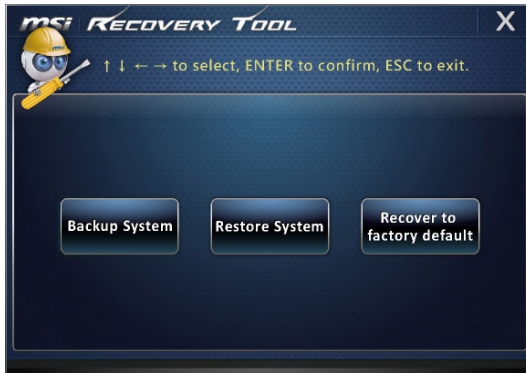 msi RECOVERY TOOL X
↑ ↓ ← → to select, ENTER to confirm, ESC to exit.
Backup System
Restore System
Recover to
factory default